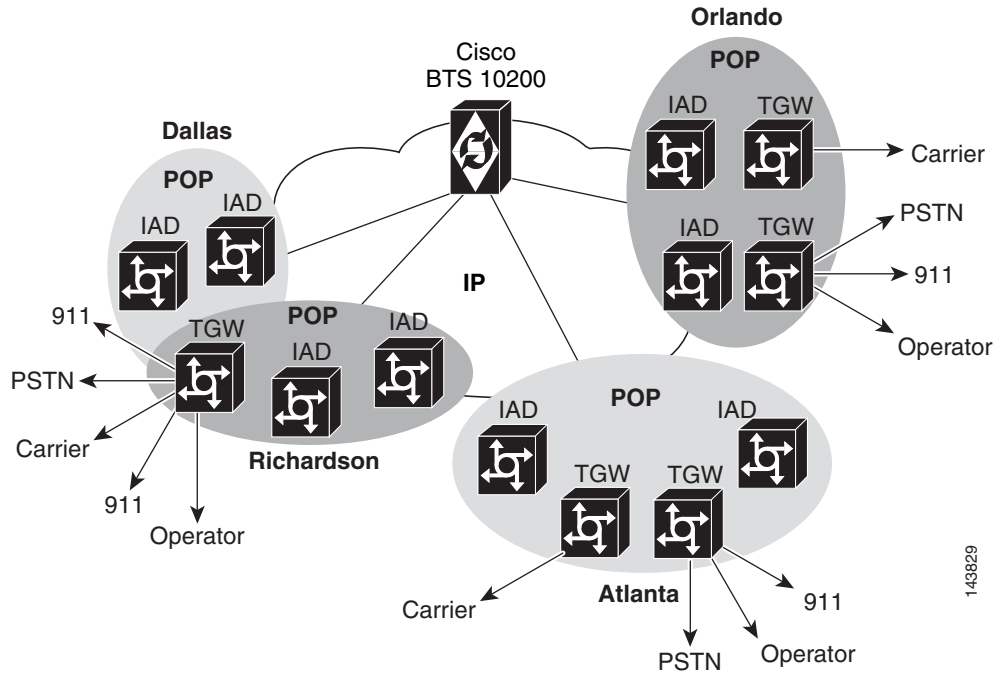 Orlando
Cisco
BTS 10200
POP
IAD
TGW
Carrier
Dallas
POP
IAD
IAD
PSTN
IAD
TGW
911
Operator
IP
911
POP
TGW
IAD
IAD
PSTN
Carrier
Richardson
911
Operator
POP
IAD
IAD
TGW
TGW
Atlanta
Carrier
911
Operator
PSTN
143829